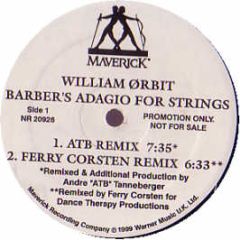 MAVERICK
WILLIAM ØRBIT
BARBER'S ADAGIO FOR STRINGS
Side 1
NR 20928
PROMOTION ONLY.
NOT FOR SALE
1. ATB REMIX 7:35*
2. FERRY CORSTEN REMIX 6:33**
*Remixed & Additional Production by
Andre "ATB" Tanneberger
**Remixed by Ferry Corsten for
Dance Therapy Productions
Maverick Recording Company ©1999 Warner Music U.K. Ltd.